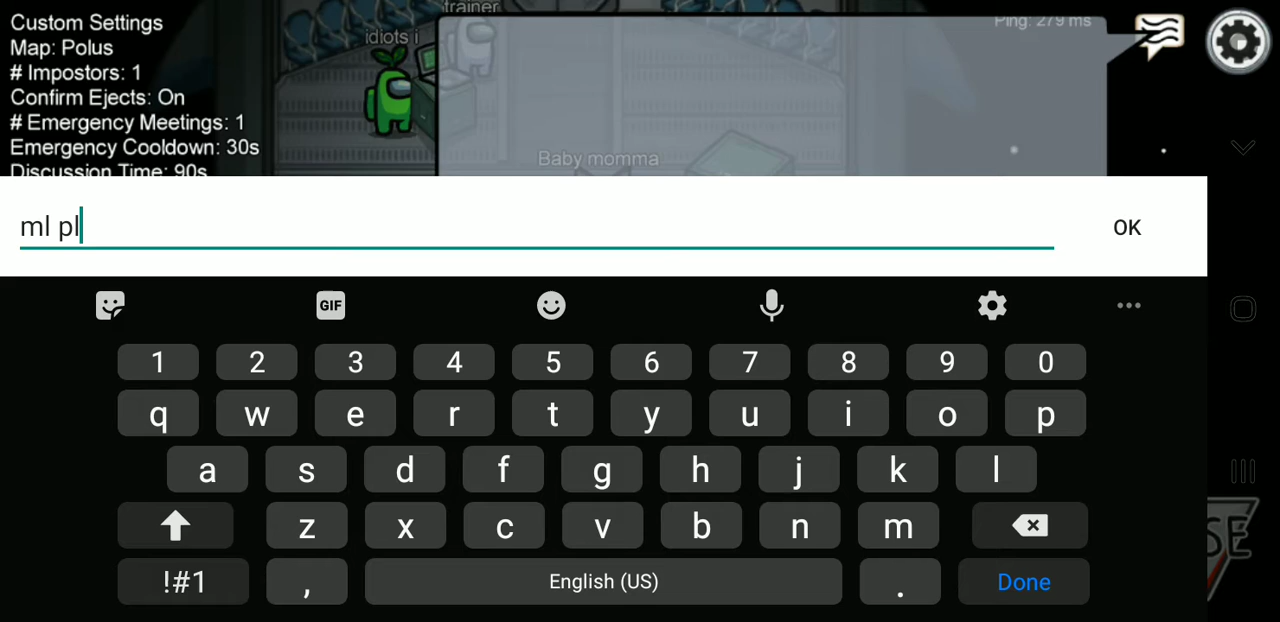 Custom Settings
Map: Polus
# Impostors: 1
Confirm Ejects: On
# Emergency Meetings: 1
Emergency Cooldown: 30s
Discussion Time: 90s
trainer
idiots i
Baby momma
Ping: 279 ms
ml pl
OK
GIF
1 2 3 4 5 6 7 8 9 0
q w e r t y u i o p
a s d f g h j k l
z x c v b n m
!#1 , English (US) . Done
SE